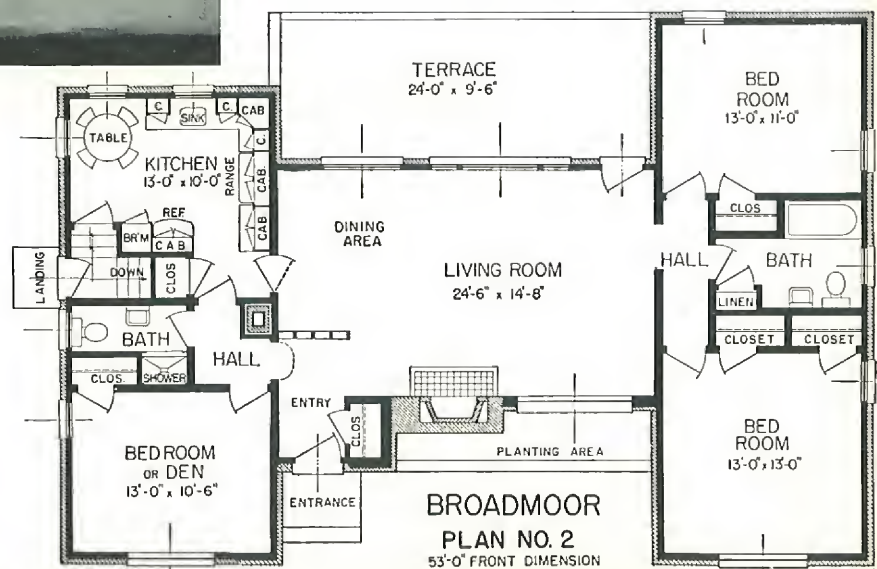 TERRACE
24'-0" x 9'-6"
BED
ROOM
13'-0" x 11'-0"
C.
SINK
C.
CAB
TABLE
C.
KITCHEN
13'-0" x 10'-0"
RANGE
CAB.
REF.
BR'M
CAB
CAB
DINING
AREA
CLOS
LANDING
DOWN
CLOS
LIVING ROOM
24'-6" x 14'-8"
HALL
BATH
LINEN
BATH
HALL
CLOSET
CLOSET
CLOS.
SHOWER
ENTRY
CLOS
BED ROOM
OR DEN
13'-0" x 10'-6"
PLANTING AREA
BED
ROOM
13'-0" x 13'-0"
ENTRANCE
BROADMOOR
PLAN NO. 2
53'-0" FRONT DIMENSION